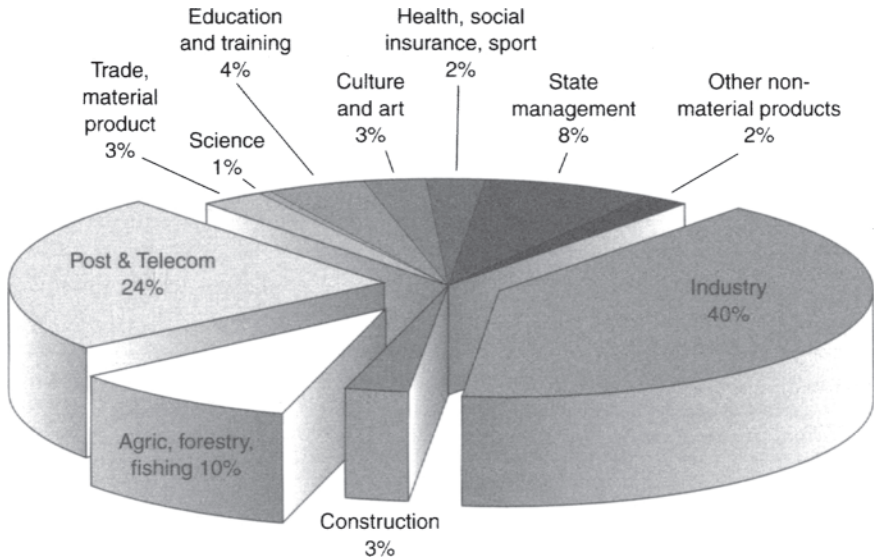 Education
and training
4%
Health, social
insurance, sport
2%
Trade,
material
product
3%
Science
1%
Culture
and art
3%
State
management
8%
Other non-
material products
2%
Post & Telecom
24%
Industry
40%
Agric, forestry,
fishing 10%
Construction
3%